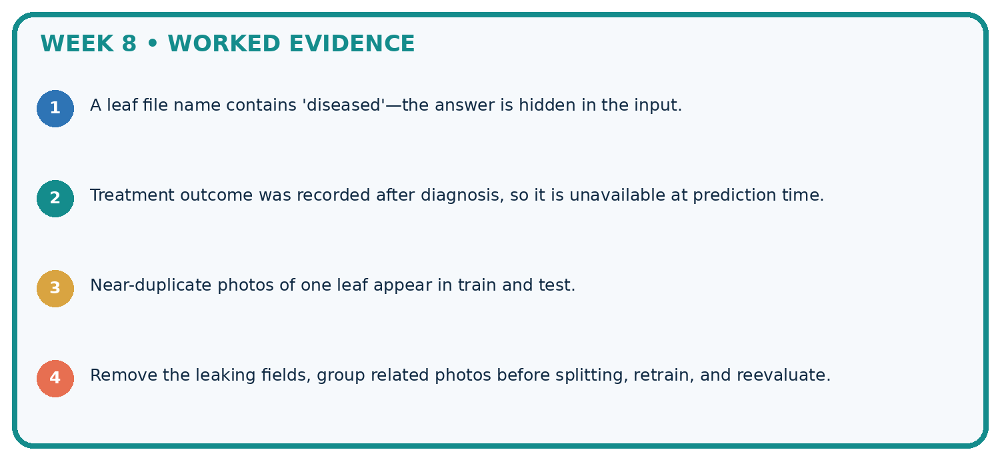 WEEK 8 • WORKED EVIDENCE
1 A leaf file name contains 'diseased'—the answer is hidden in the input.
2 Treatment outcome was recorded after diagnosis, so it is unavailable at prediction time.
3 Near-duplicate photos of one leaf appear in train and test.
4 Remove the leaking fields, group related photos before splitting, retrain, and reevaluate.